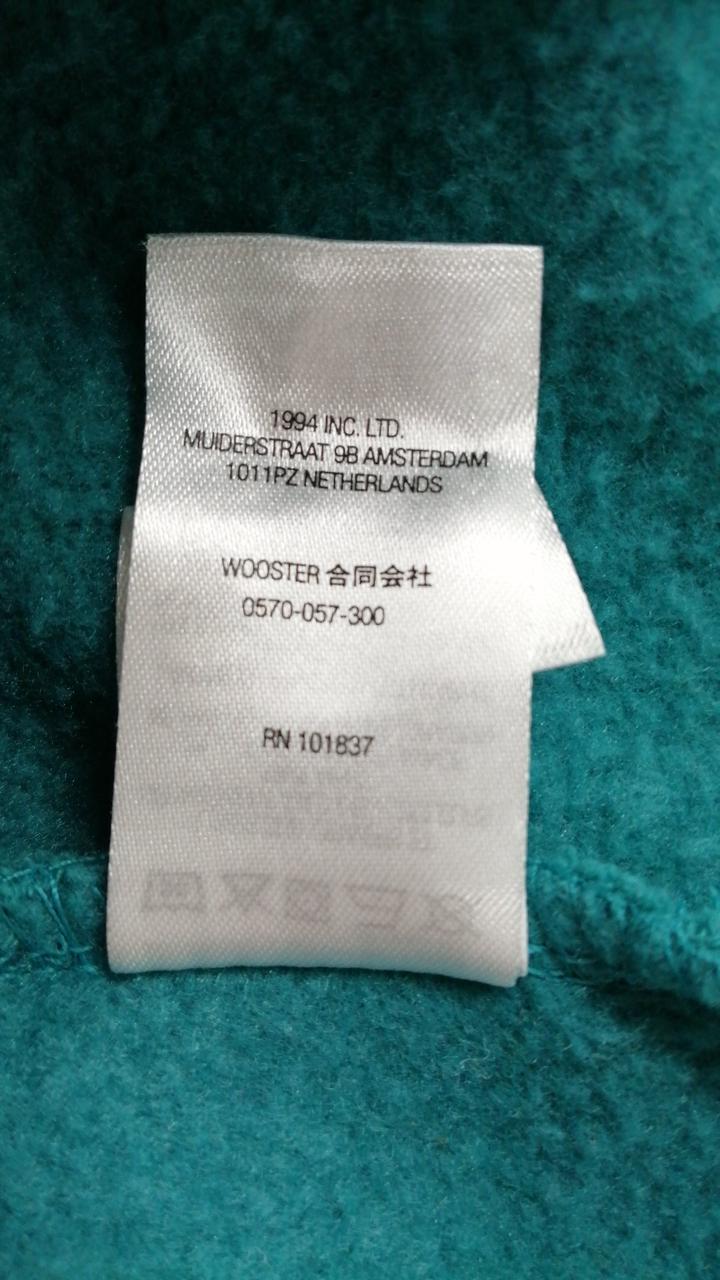 1994 INC. LTD.
MUIDERSTRAAT 9B AMSTERDAM
1011PZ NETHERLANDS
WOOSTER 合同会社
0570-057-300
RN 101837